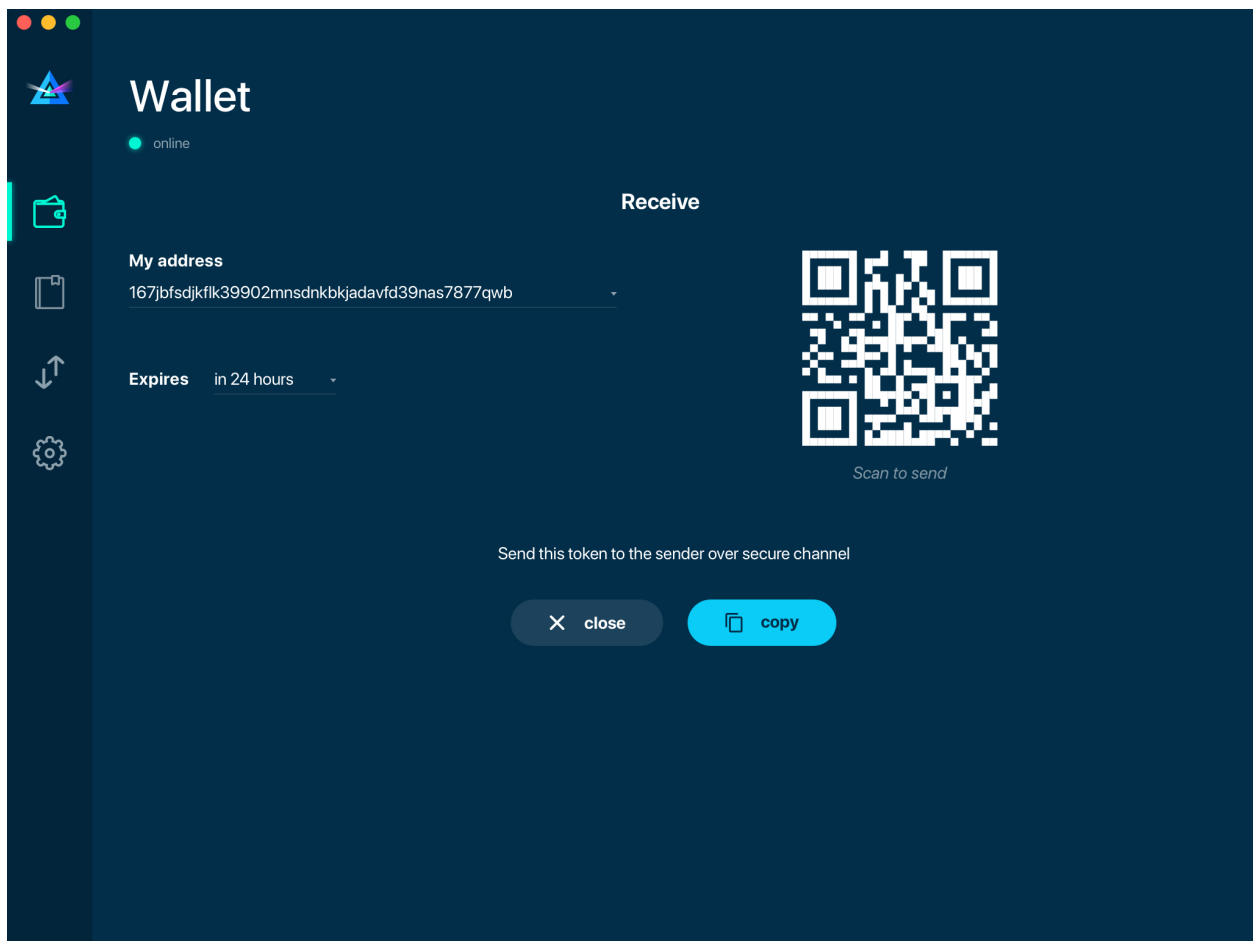 Wallet
online
Receive
My address
167jbfsdjkflk39902mnsdnkbkjadavfd39nas7877qwb
Expires in 24 hours
Scan to send
Send this token to the sender over secure channel
close copy